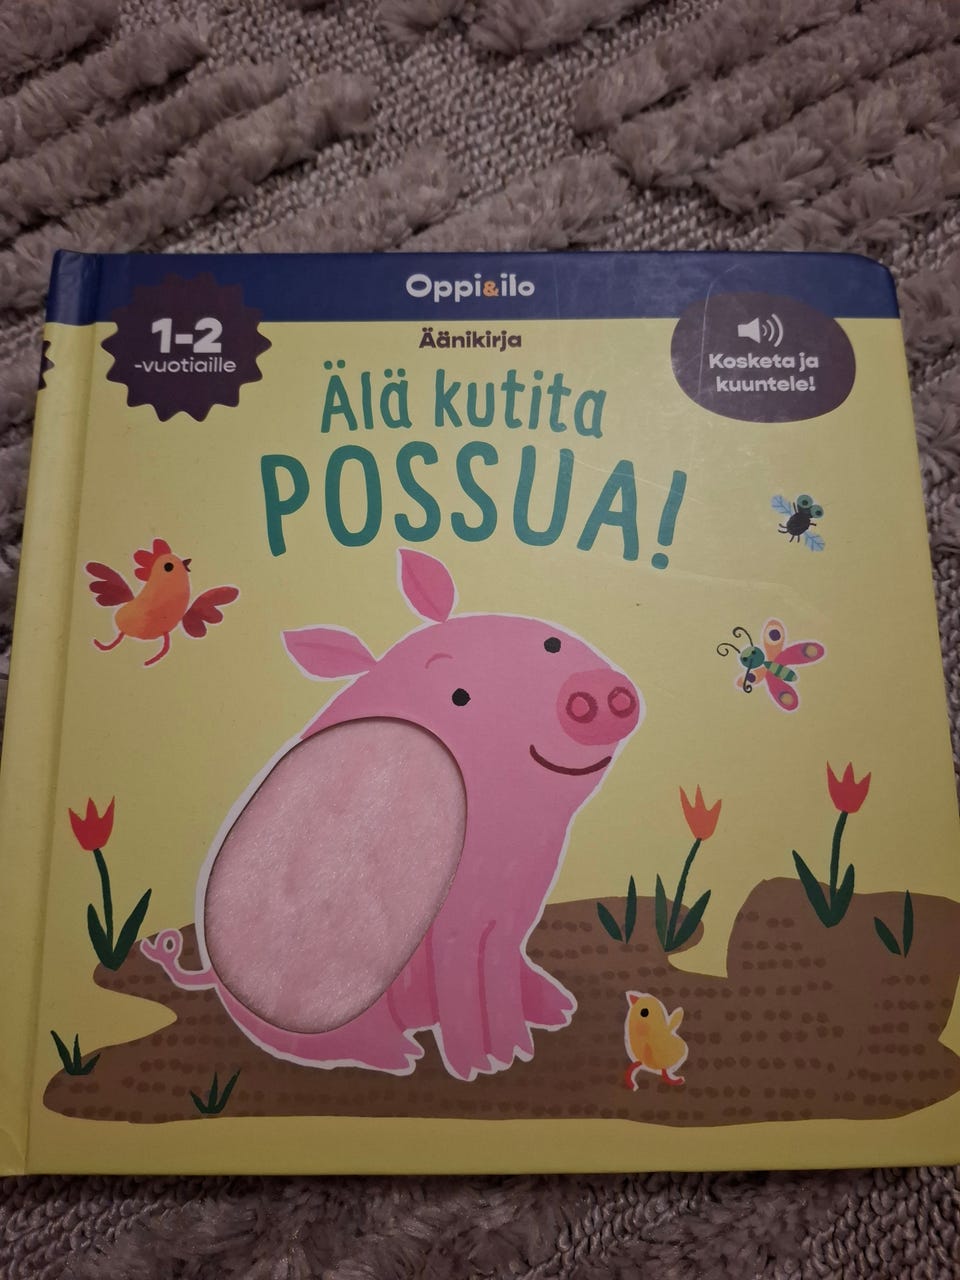 Oppi&ilo
1-2
-vuotiaille
Äänikirja
Kosketa ja
kuuntele!
Älä kutita
POSSUA!